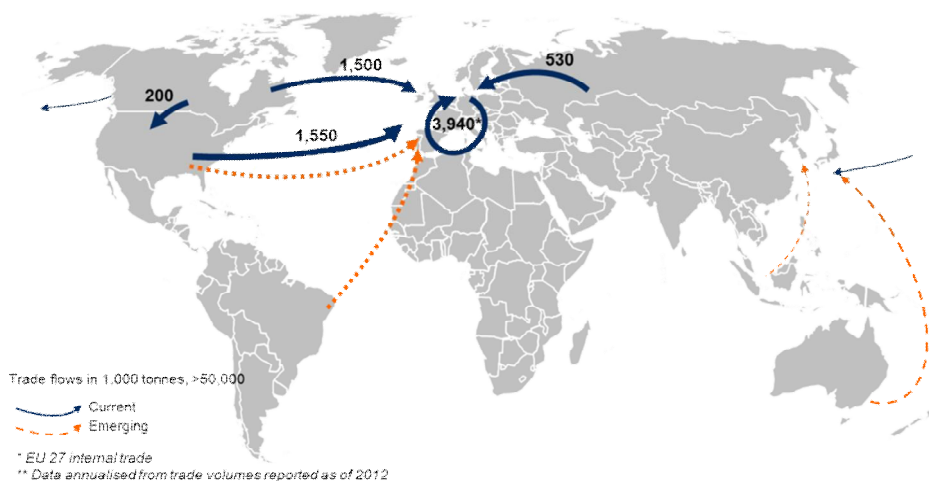 1,500
530
200
3,940*
1,550
Trade flows in 1,000 tonnes, >50,000
Current
Emerging
* EU 27 internal trade
** Data annualised from trade volumes reported as of 2012